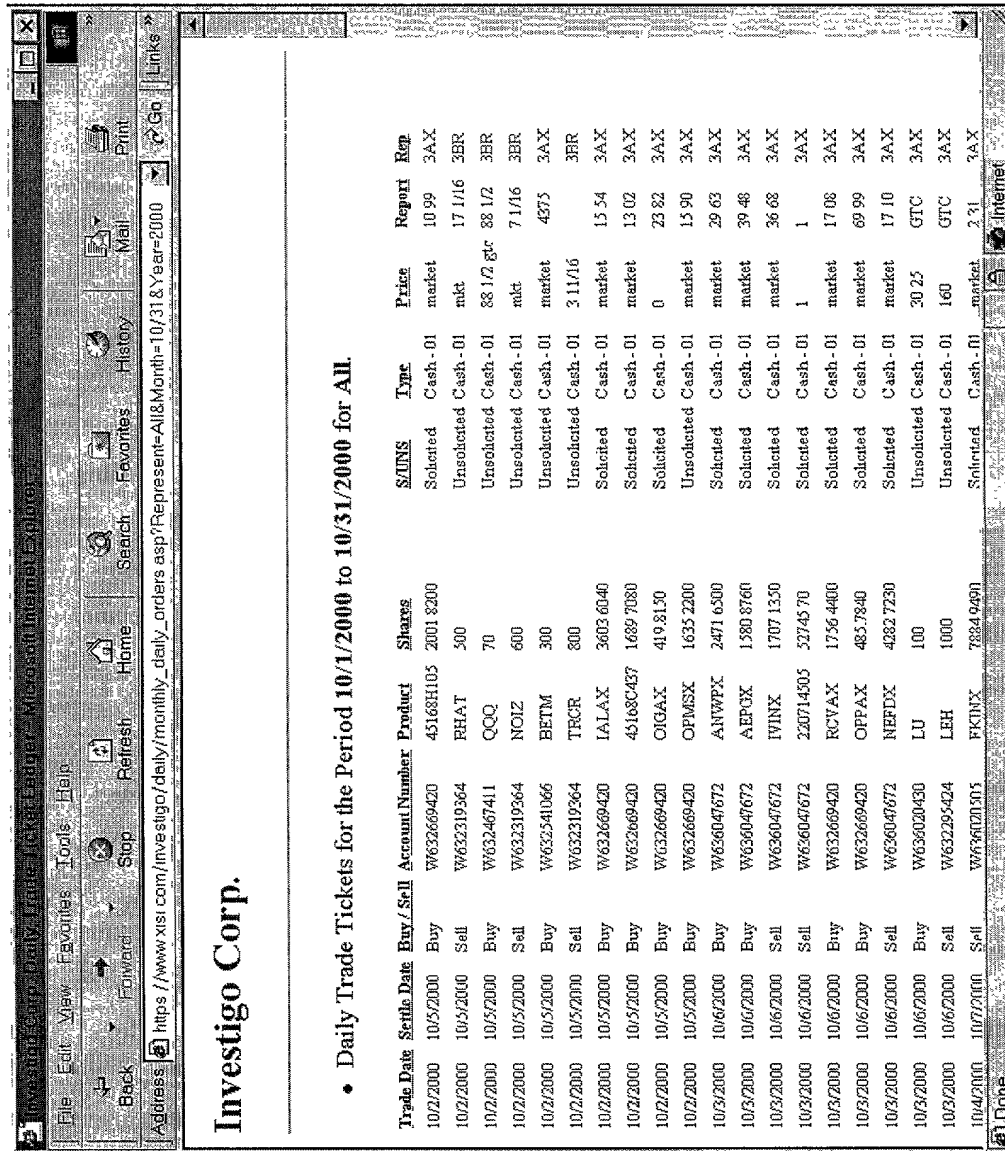 Investigo Corp. Daily Trade Ticket Ledger - Microsoft Internet Explorer
File Edit View Favorites Tools Help
Back Forward Stop Refresh Home Search Favorites History Mail Print
Address https //www.xisi com/investigo/daily/monthly_daily_orders asp?Represent=All&Month=10/31&Year=2000 Go Links »
Investigo Corp.
• Daily Trade Tickets for the Period 10/1/2000 to 10/31/2000 for All.
Trade Date Settle Date Buy / Sell Account Number Product Shares S/UNS Type Price Report Rep
10/2/2000 10/5/2000 Buy W632669420 45168H105 2001 8200 Solicited Cash - 01 market 10 99 3AX
10/2/2000 10/5/2000 Sell W632319364 RHAT 500 Unsolicited Cash - 01 mkt 17 1/16 3BR
10/2/2000 10/5/2000 Buy W632467411 QQQ 70 Unsolicited Cash - 01 88 1/2 gtc 88 1/2 3BR
10/2/2000 10/5/2000 Sell W632319364 NOIZ 600 Unsolicited Cash - 01 mkt 7 1/16 3BR
10/2/2000 10/5/2000 Buy W632541066 BETM 300 Unsolicited Cash - 01 market 4375 3AX
10/2/2000 10/5/2000 Sell W632319364 TRCR 800 Unsolicited Cash - 01 3 11/16 3BR
10/2/2000 10/5/2000 Buy W632669420 IALAX 3603 6040 Solicited Cash - 01 market 15 54 3AX
10/2/2000 10/5/2000 Buy W632669420 45168C437 1689 7080 Solicited Cash - 01 market 13 02 3AX
10/2/2000 10/5/2000 Buy W632669420 OIGAX 419.8150 Solicited Cash - 01 0 23 82 3AX
10/2/2000 10/5/2000 Buy W632669420 OPMSX 1635 2200 Unsolicited Cash - 01 market 15 90 3AX
10/3/2000 10/6/2000 Buy W636047672 ANWPX 2471 6500 Solicited Cash - 01 market 29 63 3AX
10/3/2000 10/6/2000 Buy W636047672 AEPGX 1580 8760 Solicited Cash - 01 market 39 48 3AX
10/3/2000 10/6/2000 Sell W636047672 IVINX 1707 1350 Solicited Cash - 01 market 36 68 3AX
10/3/2000 10/6/2000 Sell W636047672 220714505 52745 70 Solicited Cash - 01 1 1 3AX
10/3/2000 10/6/2000 Buy W632669420 RCVAX 1756 4400 Solicited Cash - 01 market 17 08 3AX
10/3/2000 10/6/2000 Buy W632669420 OPPAX 485 7840 Solicited Cash - 01 market 69 99 3AX
10/3/2000 10/6/2000 Sell W636047672 NEFDX 4282 7230 Solicited Cash - 01 market 17 10 3AX
10/3/2000 10/6/2000 Buy W636020430 LU 100 Unsolicited Cash - 01 30 25 GTC 3AX
10/3/2000 10/6/2000 Sell W632295424 LEH 1000 Unsolicited Cash - 01 160 GTC 3AX
10/4/2000 10/7/2000 Sell W636020505 FKINX 7884 9490 Solicited Cash - 01 market 2 31 3AX
Done Internet